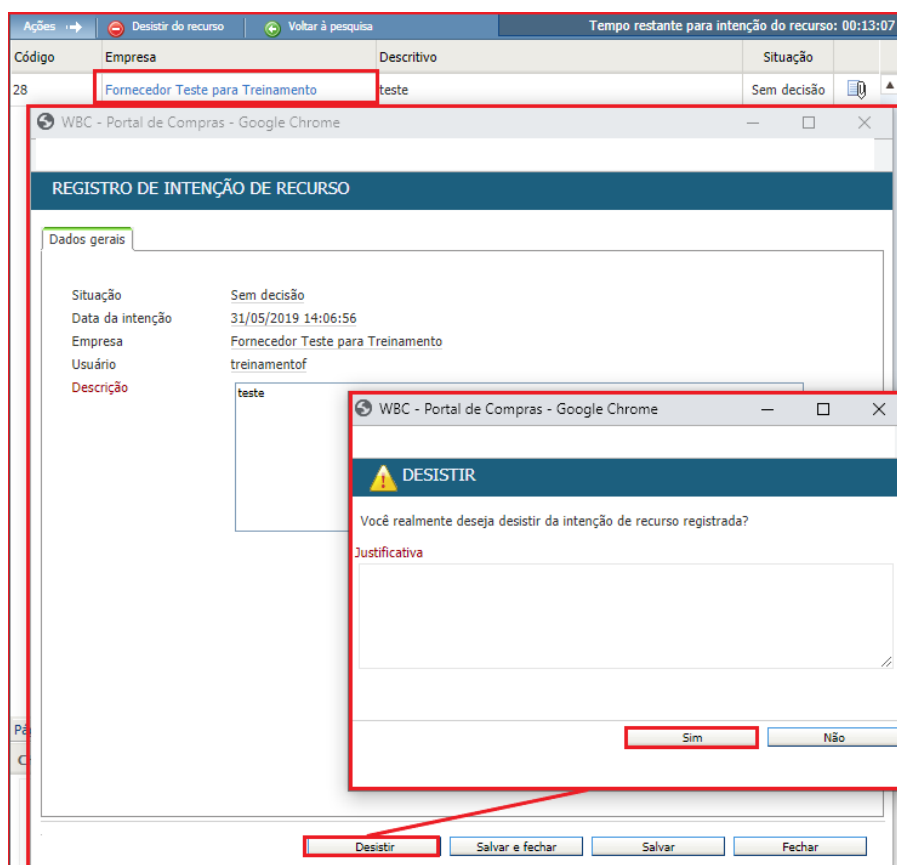 Ações Desistir do recurso Voltar à pesquisa Tempo restante para intenção do recurso: 00:13:07
Código Empresa Descritivo Situação
28 Fornecedor Teste para Treinamento teste Sem decisão
WBC - Portal de Compras - Google Chrome
REGISTRO DE INTENÇÃO DE RECURSO
Dados gerais
Situação Sem decisão
Data da intenção 31/05/2019 14:06:56
Empresa Fornecedor Teste para Treinamento
Usuário treinamentof
Descrição teste
WBC - Portal de Compras - Google Chrome
DESISTIR
Você realmente deseja desistir da intenção de recurso registrada?
Justificativa
Sim Não
Desistir Salvar e fechar Salvar Fechar